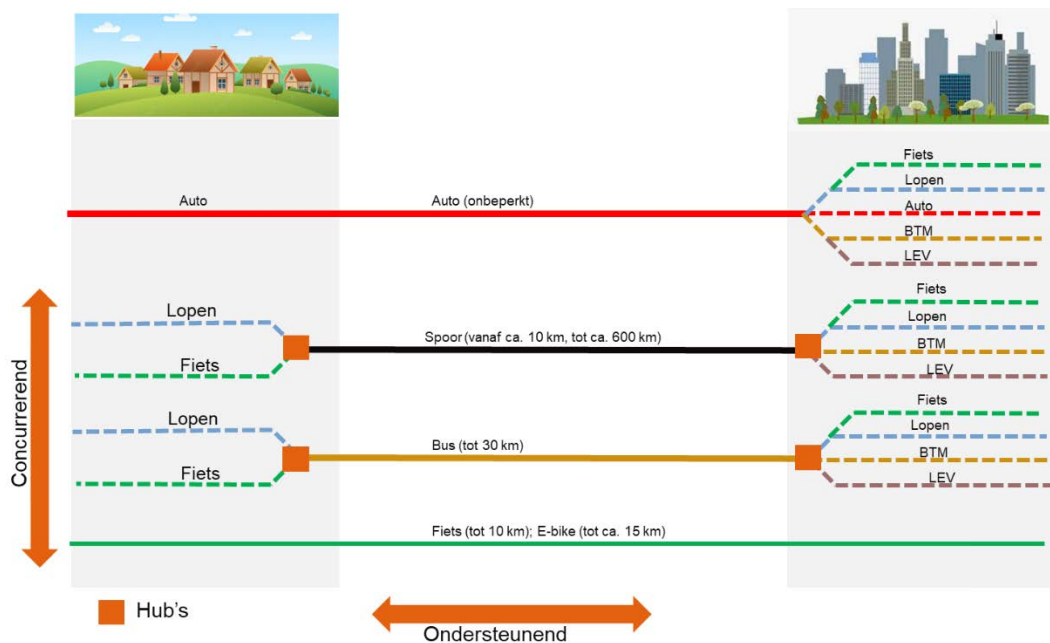 Fiets
Lopen
Auto
Auto (onbeperkt)
Auto
BTM
LEV
Fiets
Lopen
Lopen
Spoor (vanaf ca. 10 km, tot ca. 600 km)
BTM
Fiets
LEV
Fiets
Lopen
Lopen
Bus (tot 30 km)
BTM
Fiets
LEV
Concurrerend
Fiets (tot 10 km); E-bike (tot ca. 15 km)
Hub's
Ondersteunend